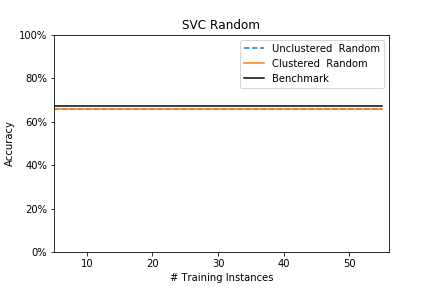 SVC Random
100%
80%
60%
40%
20%
0%
Accuracy
Unclustered Random
Clustered Random
Benchmark
10 20 30 40 50
# Training Instances